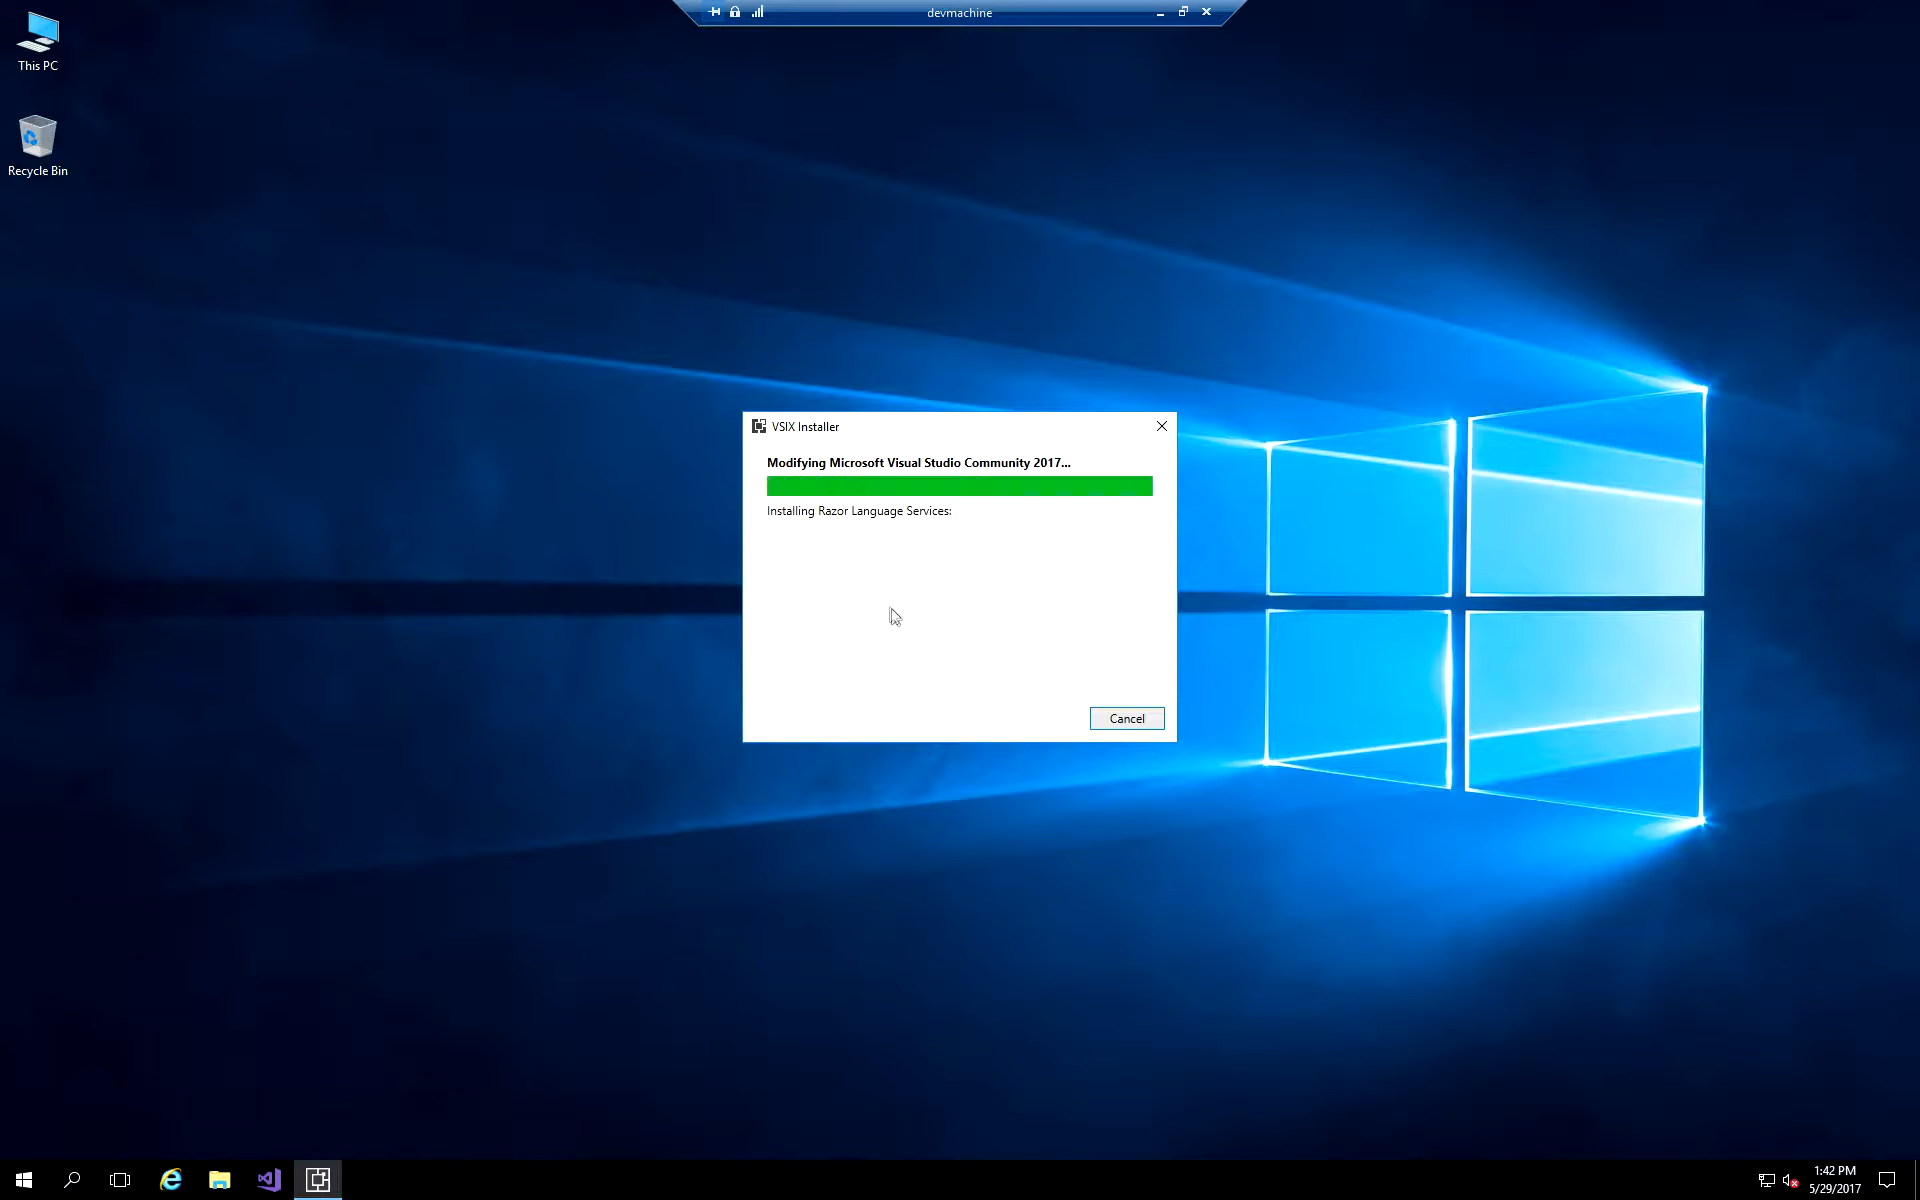 devmachine
This PC
Recycle Bin
VSIX Installer
Modifying Microsoft Visual Studio Community 2017...
Installing Razor Language Services:
Cancel
1:42 PM
5/29/2017